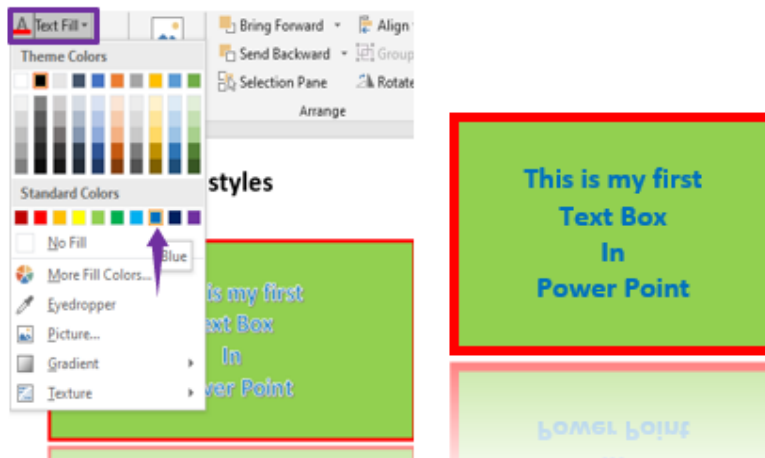 A Text Fill
Bring Forward
Align
Theme Colors
Send Backward
Group
Selection Pane
Rotate
Arrange
Standard Colors
styles
No Fill
Blue
More Fill Colors...
Eyedropper
Picture...
Gradient
Texture
is my first
ext Box
In
wer Point
This is my first
Text Box
In
Power Point
Power Point